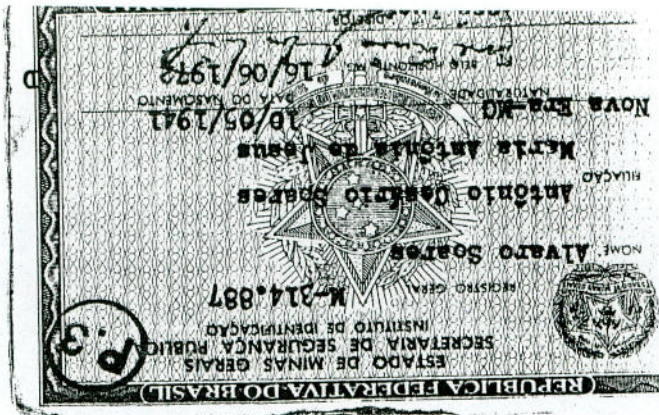 REPÚBLICA FEDERATIVA DO BRASIL
ESTADO DE MINAS GERAIS
SECRETARIA DE SEGURANÇA PÚBLICA
INSTITUTO DE IDENTIFICAÇÃO
P. 3
REGISTRO GERAL M-314.887
NOME Alvaro Soares
FILIAÇÃO Antônio Cesário Soares
Maria Antônia de Jesus
Nova Era-MG 10/05/1941
NATURALIDADE DATA DO NASCIMENTO
BELO HORIZONTE, MG, 16/06/1972
DIRETOR